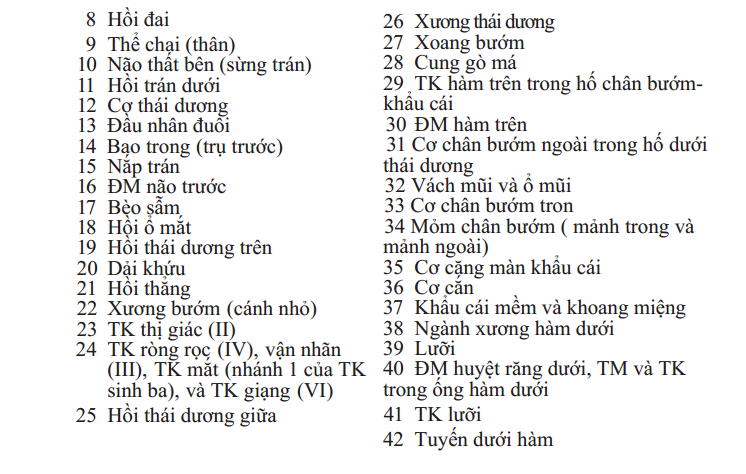 8 Hồi đai
9 Thể chai (thân)
10 Não thất bên (sừng trán)
11 Hồi trán dưới
12 Cơ thái dương
13 Đầu nhân đuôi
14 Bao trong (trụ trước)
15 Nắp trán
16 ĐM não trước
17 Bèo sẫm
18 Hồi ổ mắt
19 Hồi thái dương trên
20 Dải khứu
21 Hồi thẳng
22 Xương bướm (cánh nhỏ)
23 TK thị giác (II)
24 TK ròng rọc (IV), vận nhãn
(III), TK mắt (nhánh 1 của TK
sinh ba), và TK giạng (VI)
25 Hồi thái dương giữa
26 Xương thái dương
27 Xoang bướm
28 Cung gò má
29 TK hàm trên trong hố chân bướm-
khẩu cái
30 ĐM hàm trên
31 Cơ chân bướm ngoài trong hố dưới
thái dương
32 Vách mũi và ổ mũi
33 Cơ chân bướm tron
34 Mỏm chân bướm ( mảnh trong và
mảnh ngoài)
35 Cơ căng màn khẩu cái
36 Cơ cắn
37 Khẩu cái mềm và khoang miệng
38 Ngành xương hàm dưới
39 Lưỡi
40 ĐM huyệt răng dưới, TM và TK
trong ống hàm dưới
41 TK lưỡi
42 Tuyến dưới hàm